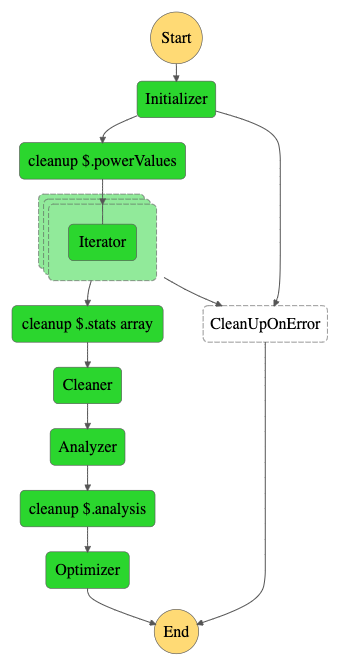 Start
Initializer
cleanup $.powerValues
Iterator
cleanup $.stats array
CleanUpOnError
Cleaner
Analyzer
cleanup $.analysis
Optimizer
End